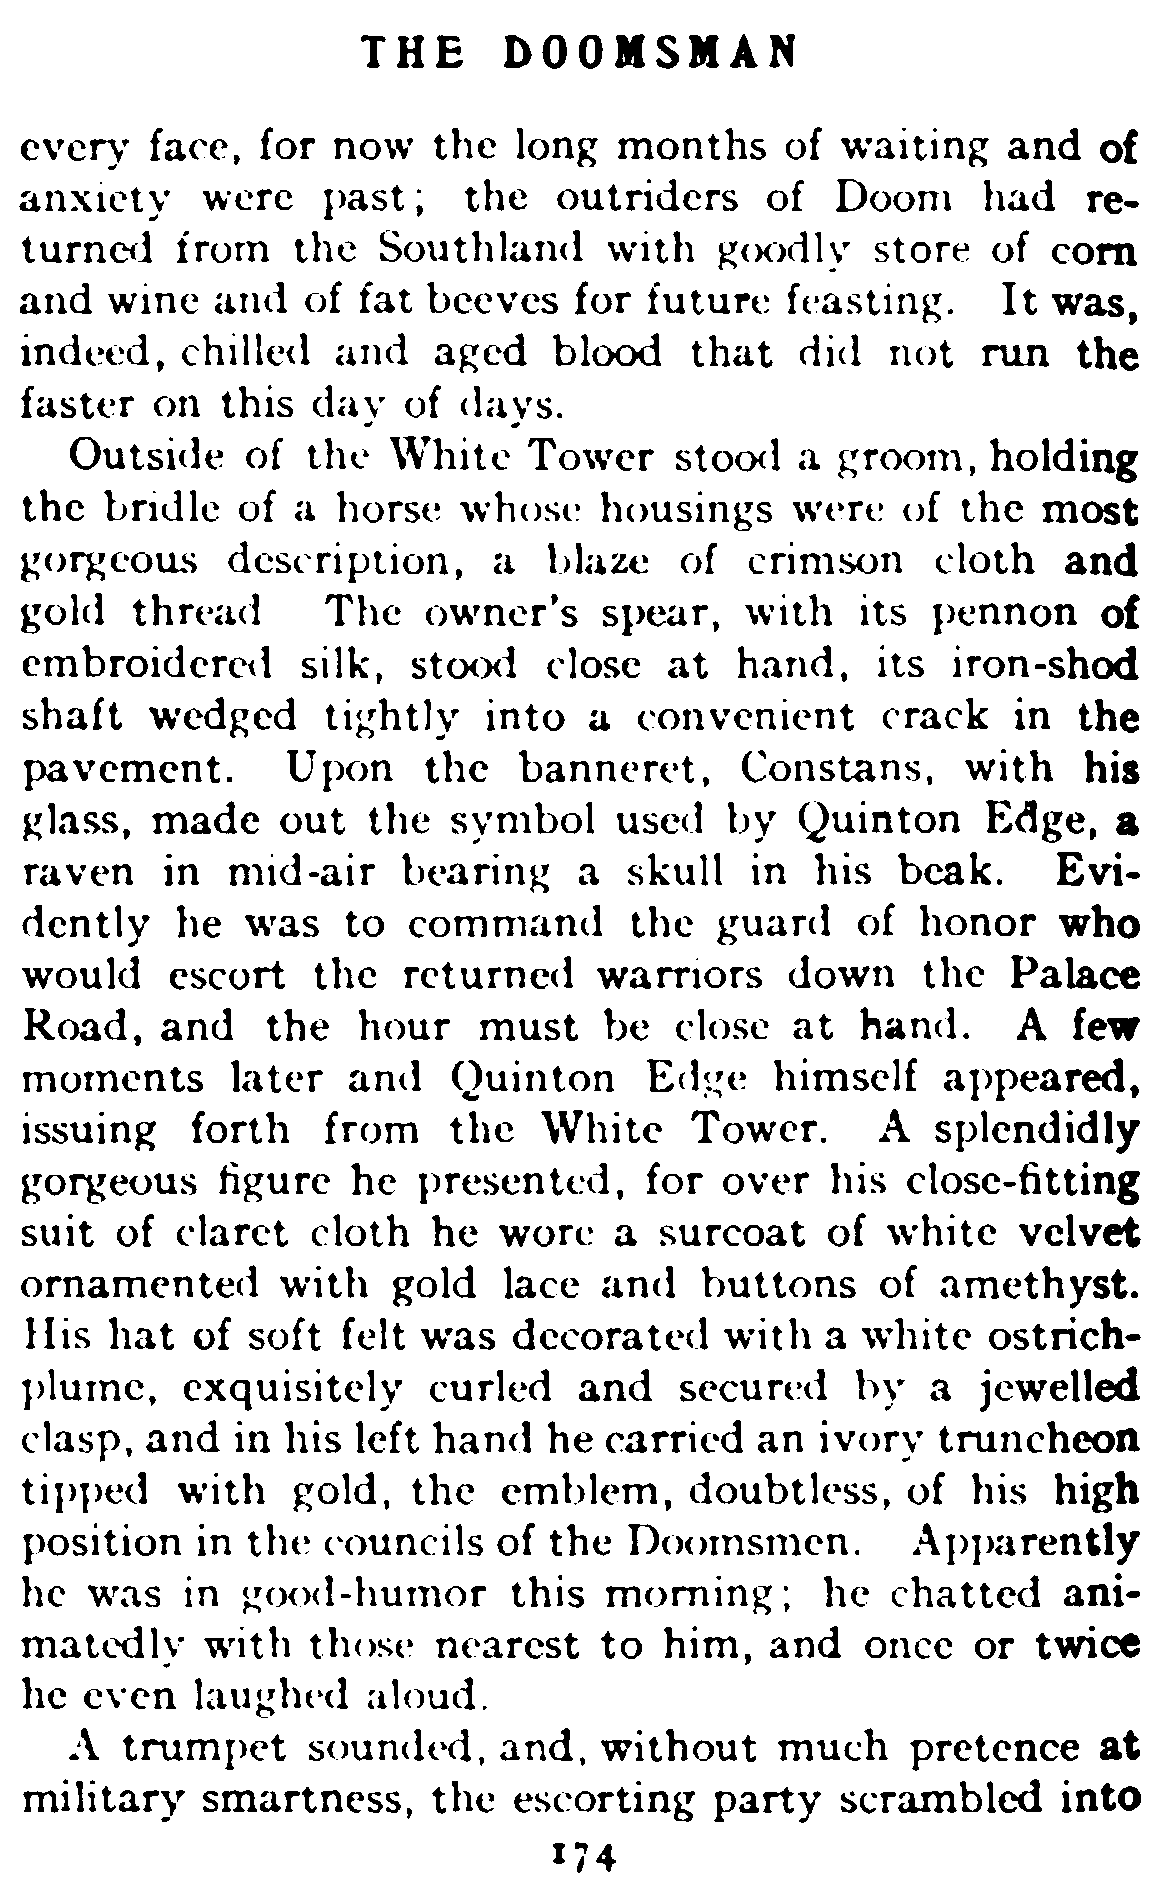 THE DOOMSMAN
every face, for now the long months of waiting and of
anxiety were past; the outriders of Doom had re-
turned from the Southland with goodly store of corn
and wine and of fat beeves for future feasting. It was,
indeed, chilled and aged blood that did not run the
faster on this day of days.
Outside of the White Tower stood a groom, holding
the bridle of a horse whose housings were of the most
gorgeous description, a blaze of crimson cloth and
gold thread The owner's spear, with its pennon of
embroidered silk, stood close at hand, its iron-shod
shaft wedged tightly into a convenient crack in the
pavement. Upon the banneret, Constans, with his
glass, made out the symbol used by Quinton Edge, a
raven in mid-air bearing a skull in his beak. Evi-
dently he was to command the guard of honor who
would escort the returned warriors down the Palace
Road, and the hour must be close at hand. A few
moments later and Quinton Edge himself appeared,
issuing forth from the White Tower. A splendidly
gorgeous figure he presented, for over his close-fitting
suit of claret cloth he wore a surcoat of white velvet
ornamented with gold lace and buttons of amethyst.
His hat of soft felt was decorated with a white ostrich-
plume, exquisitely curled and secured by a jewelled
clasp, and in his left hand he carried an ivory truncheon
tipped with gold, the emblem, doubtless, of his high
position in the councils of the Doomsmen. Apparently
he was in good-humor this morning; he chatted ani-
matedly with those nearest to him, and once or twice
he even laughed aloud.
A trumpet sounded, and, without much pretence at
military smartness, the escorting party scrambled into
174